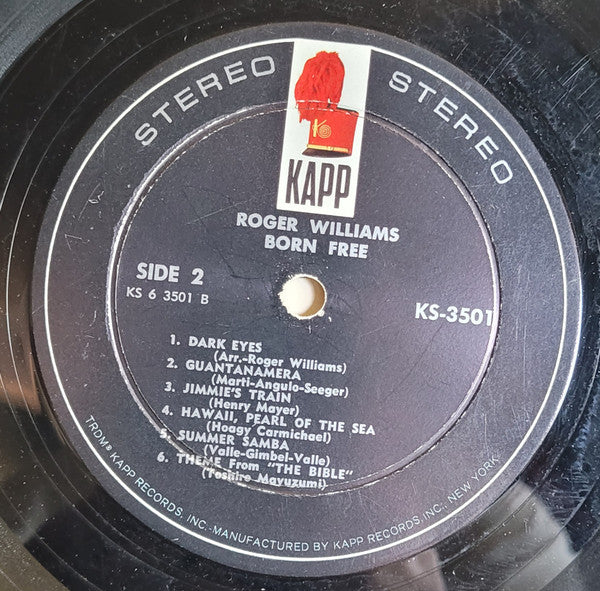 STEREO
STEREO
KAPP
ROGER WILLIAMS
BORN FREE
SIDE 2
KS 6 3501 B
KS-3501
1. DARK EYES
(Arr.-Roger Williams)
2. GUANTANAMERA
(Marti-Angulo-Seeger)
3. JIMMIE'S TRAIN
(Henry Mayer)
4. HAWAII, PEARL OF THE SEA
(Hoagy Carmichael)
5. SUMMER SAMBA
(Valle-Gimbel-Valle)
6. THEME From "THE BIBLE"
(Toshiro Mayuzumi)
TRDM® KAPP RECORDS, INC.-MANUFACTURED BY KAPP RECORDS, INC., NEW YORK